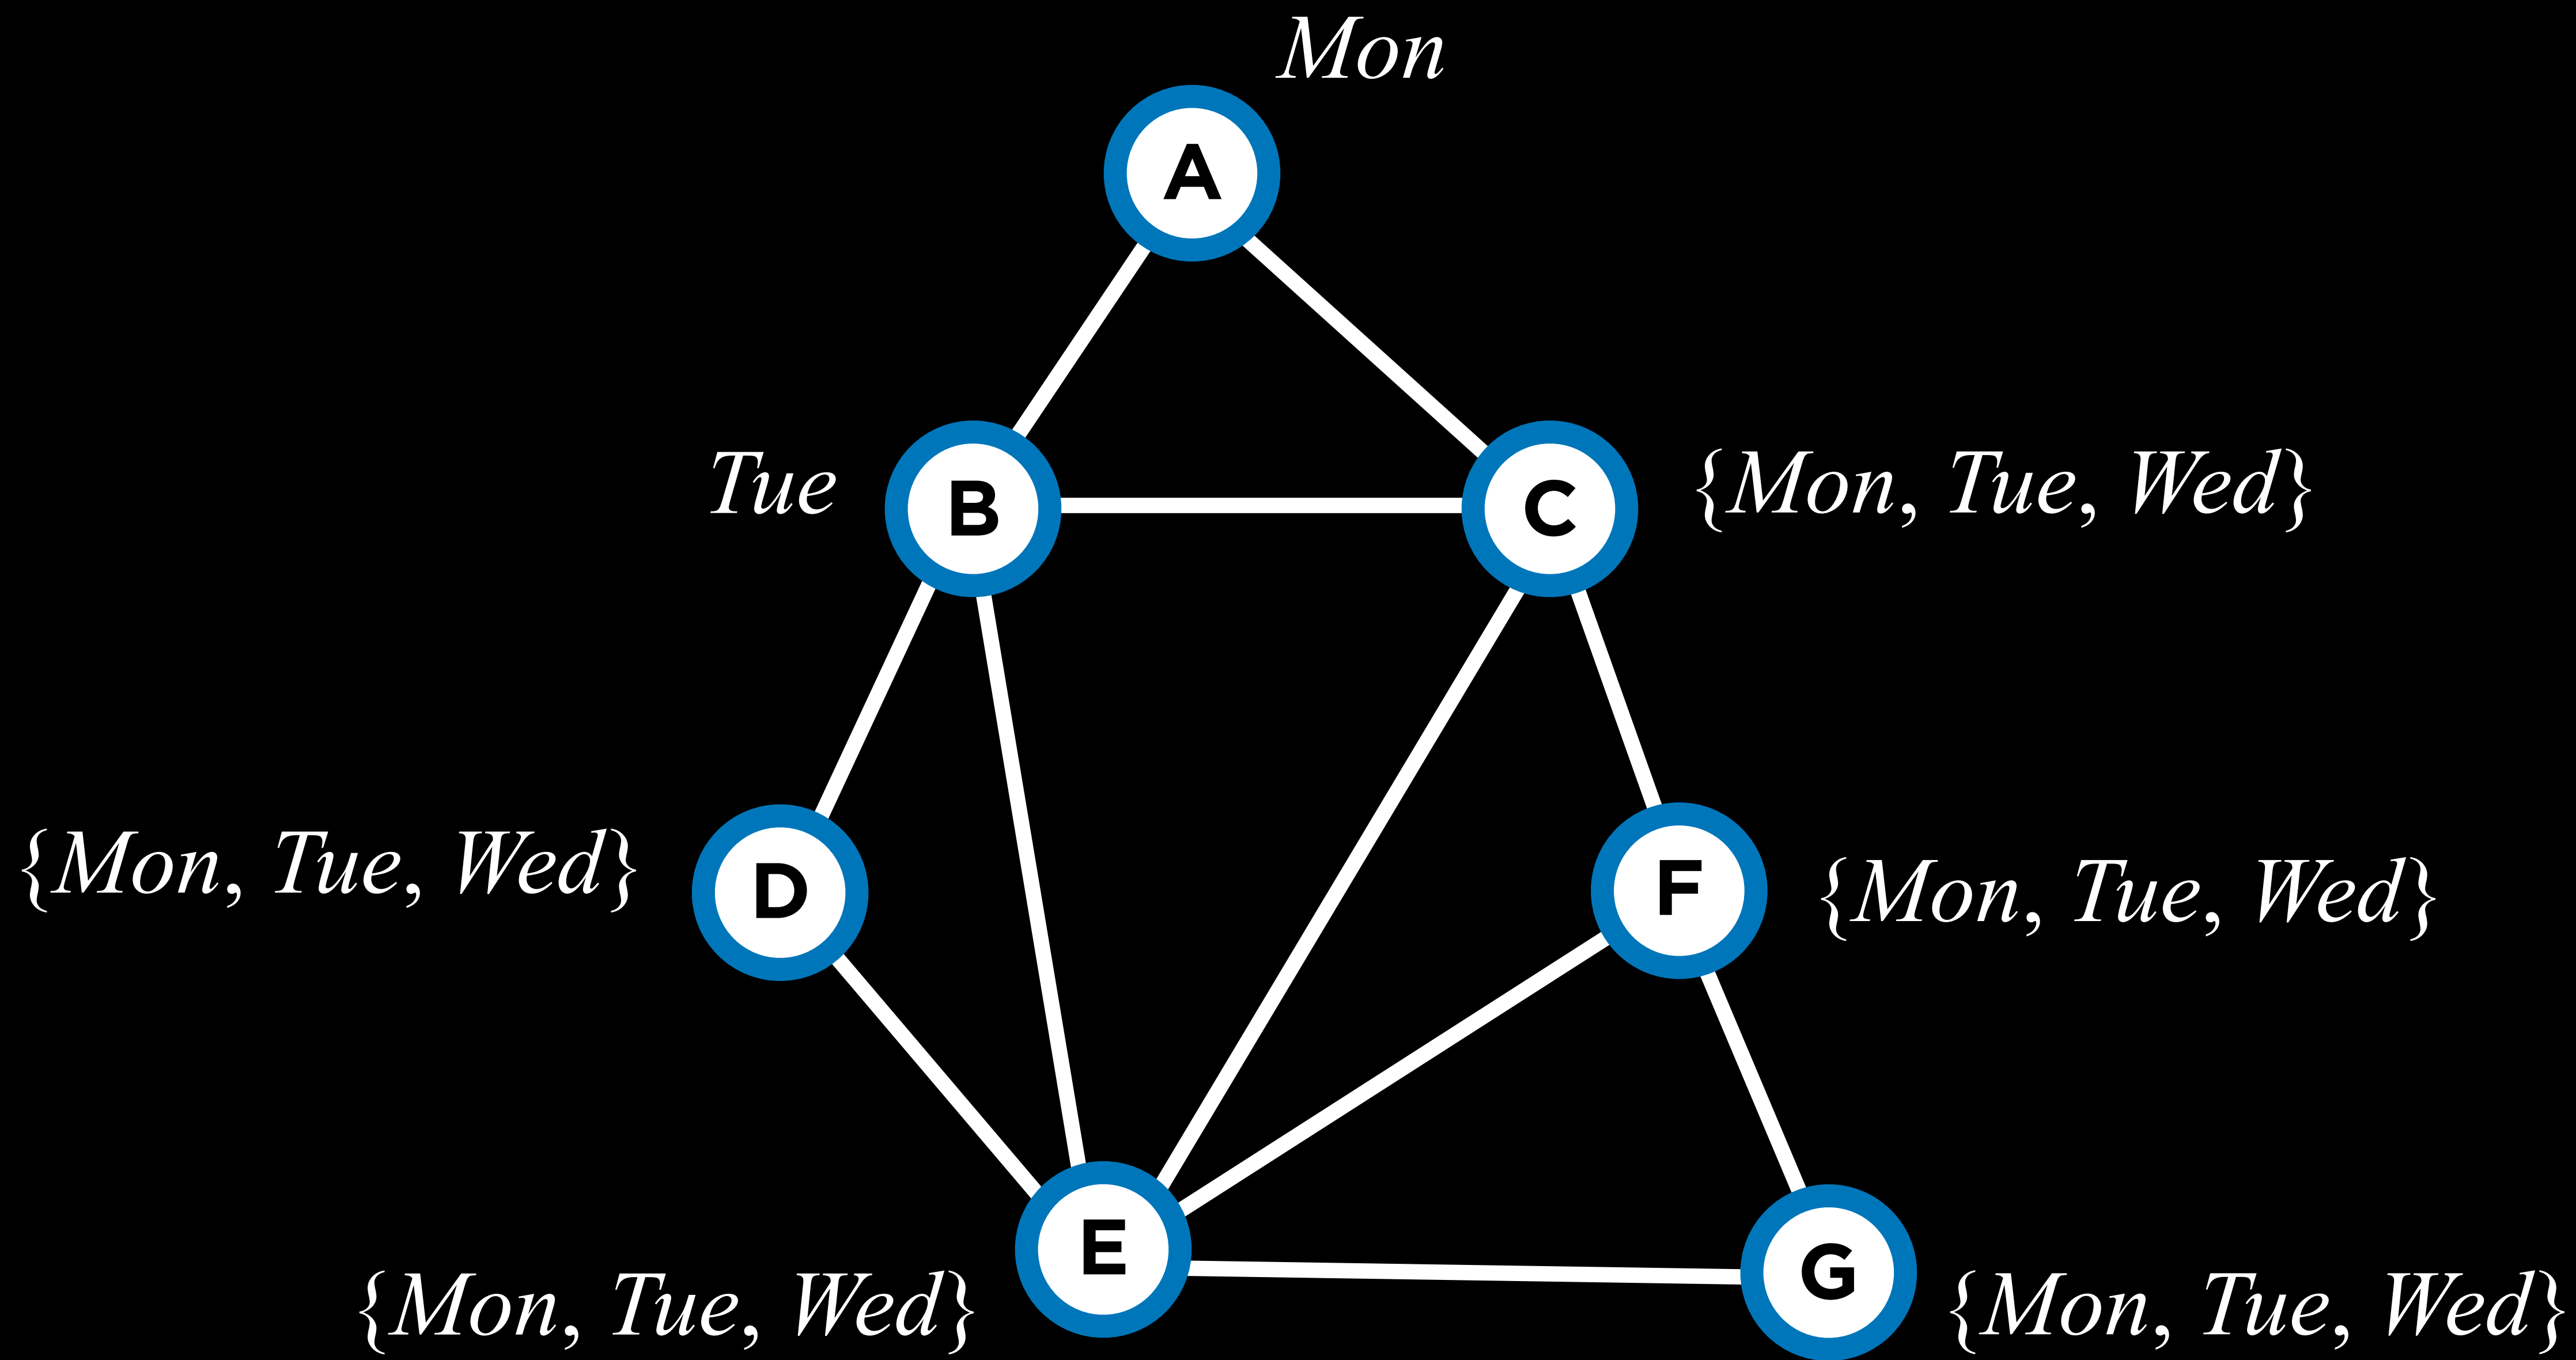 Mon
A
Tue
B
C
{Mon, Tue, Wed}
{Mon, Tue, Wed}
D
F
{Mon, Tue, Wed}
E
G
{Mon, Tue, Wed}
{Mon, Tue, Wed}